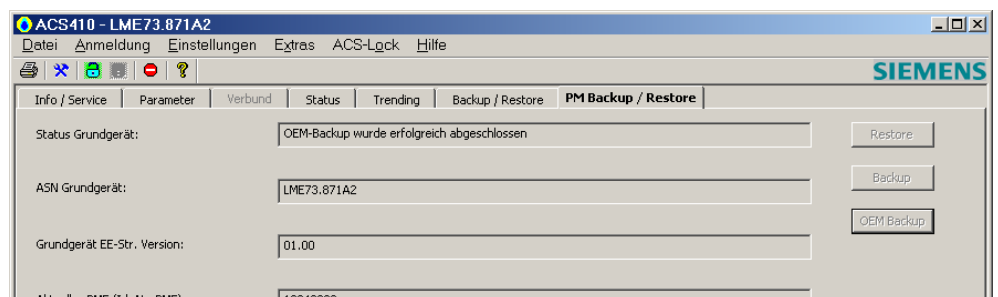 ACS410 - LME73.871A2
Datei Anmeldung Einstellungen Extras ACS-Lock Hilfe
SIEMENS
Info / Service Parameter Verbund Status Trending Backup / Restore PM Backup / Restore
Status Grundgerät: OEM-Backup wurde erfolgreich abgeschlossen Restore
ASN Grundgerät: LME73.871A2 Backup
OEM Backup
Grundgerät EE-Str. Version: 01.00